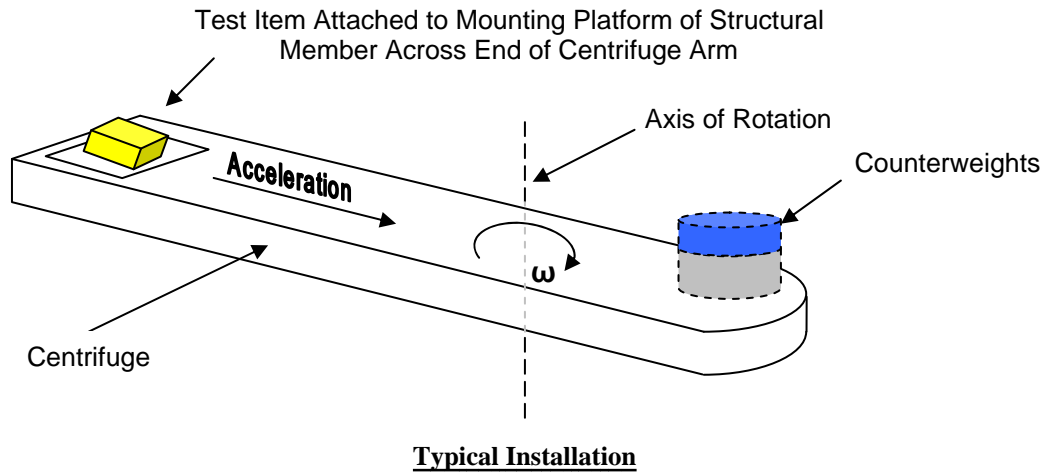 Test Item Attached to Mounting Platform of Structural
Member Across End of Centrifuge Arm
Axis of Rotation
Counterweights
Acceleration
ω
Centrifuge
Typical Installation